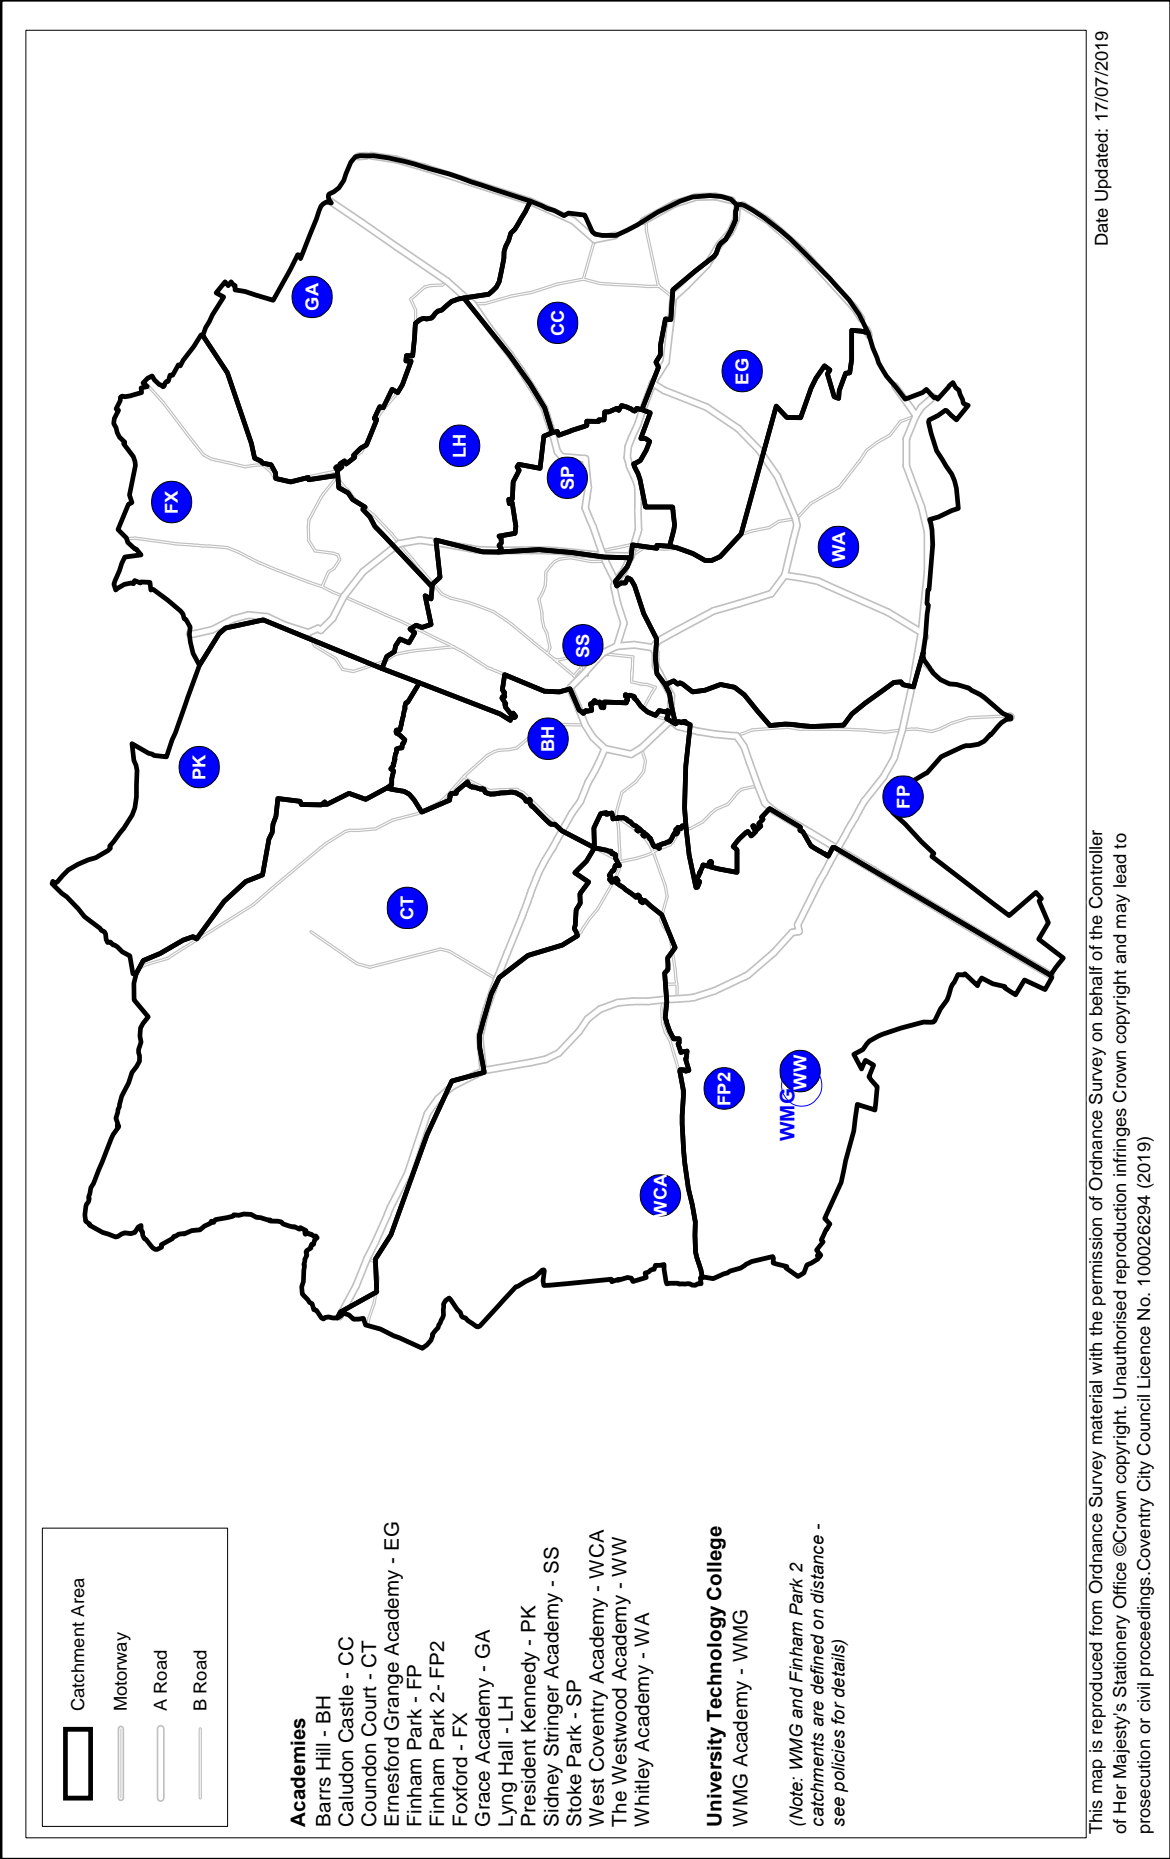 Catchment Area
Motorway
A Road
B Road
Academies
Barrs Hill - BH
Caludon Castle - CC
Coundon Court - CT
Ernesford Grange Academy - EG
Finham Park - FP
Finham Park 2- FP2
Foxford - FX
Grace Academy - GA
Lyng Hall - LH
President Kennedy - PK
Sidney Stringer Academy - SS
Stoke Park - SP
West Coventry Academy - WCA
The Westwood Academy - WW
Whitley Academy - WA
University Technology College
WMG Academy - WMG
(Note: WMG and Finham Park 2
catchments are defined on distance -
see policies for details)
PK
FX
GA
CT
LH
BH
SS
SP
CC
WCA
FP2
WMG
WW
EG
WA
FP
This map is reproduced from Ordnance Survey material with the permission of Ordnance Survey on behalf of the Controller
of Her Majesty's Stationery Office ©Crown copyright. Unauthorised reproduction infringes Crown copyright and may lead to
prosecution or civil proceedings.Coventry City Council Licence No. 100026294 (2019)
Date Updated: 17/07/2019